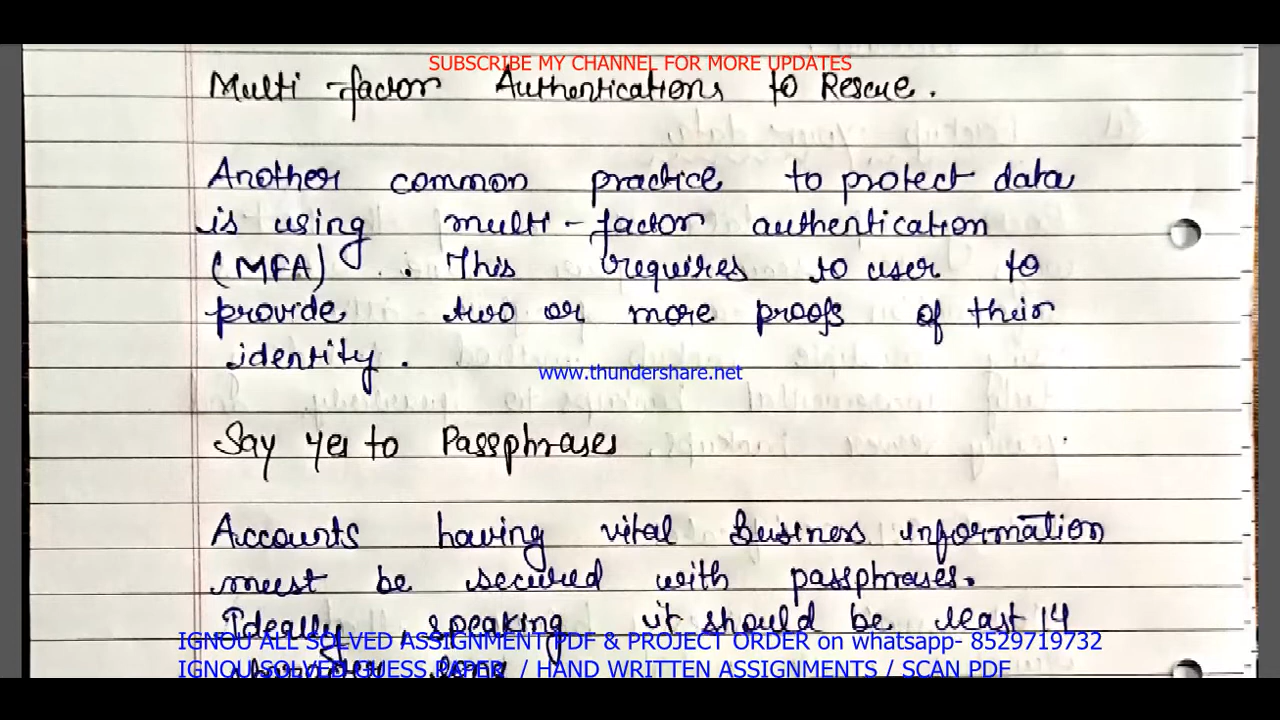 SUBSCRIBE MY CHANNEL FOR MORE UPDATES
Multi-factor Authentications to Rescue.
Another common practice to protect data
is using multi-factor authentication
(MFA). This requires to user to
provide two or more proofs of their
identity.
www.thundershare.net
Say Yes to Passphrases
Accounts having vital Business information
must be secured with passphrases.
Ideally speaking it should be least 14
IGNOU ALL SOLVED ASSIGNMENT PDF & PROJECT ORDER on whatsapp- 8529719732
IGNOU SOLVED GUESS PAPER / HAND WRITTEN ASSIGNMENTS / SCAN PDF